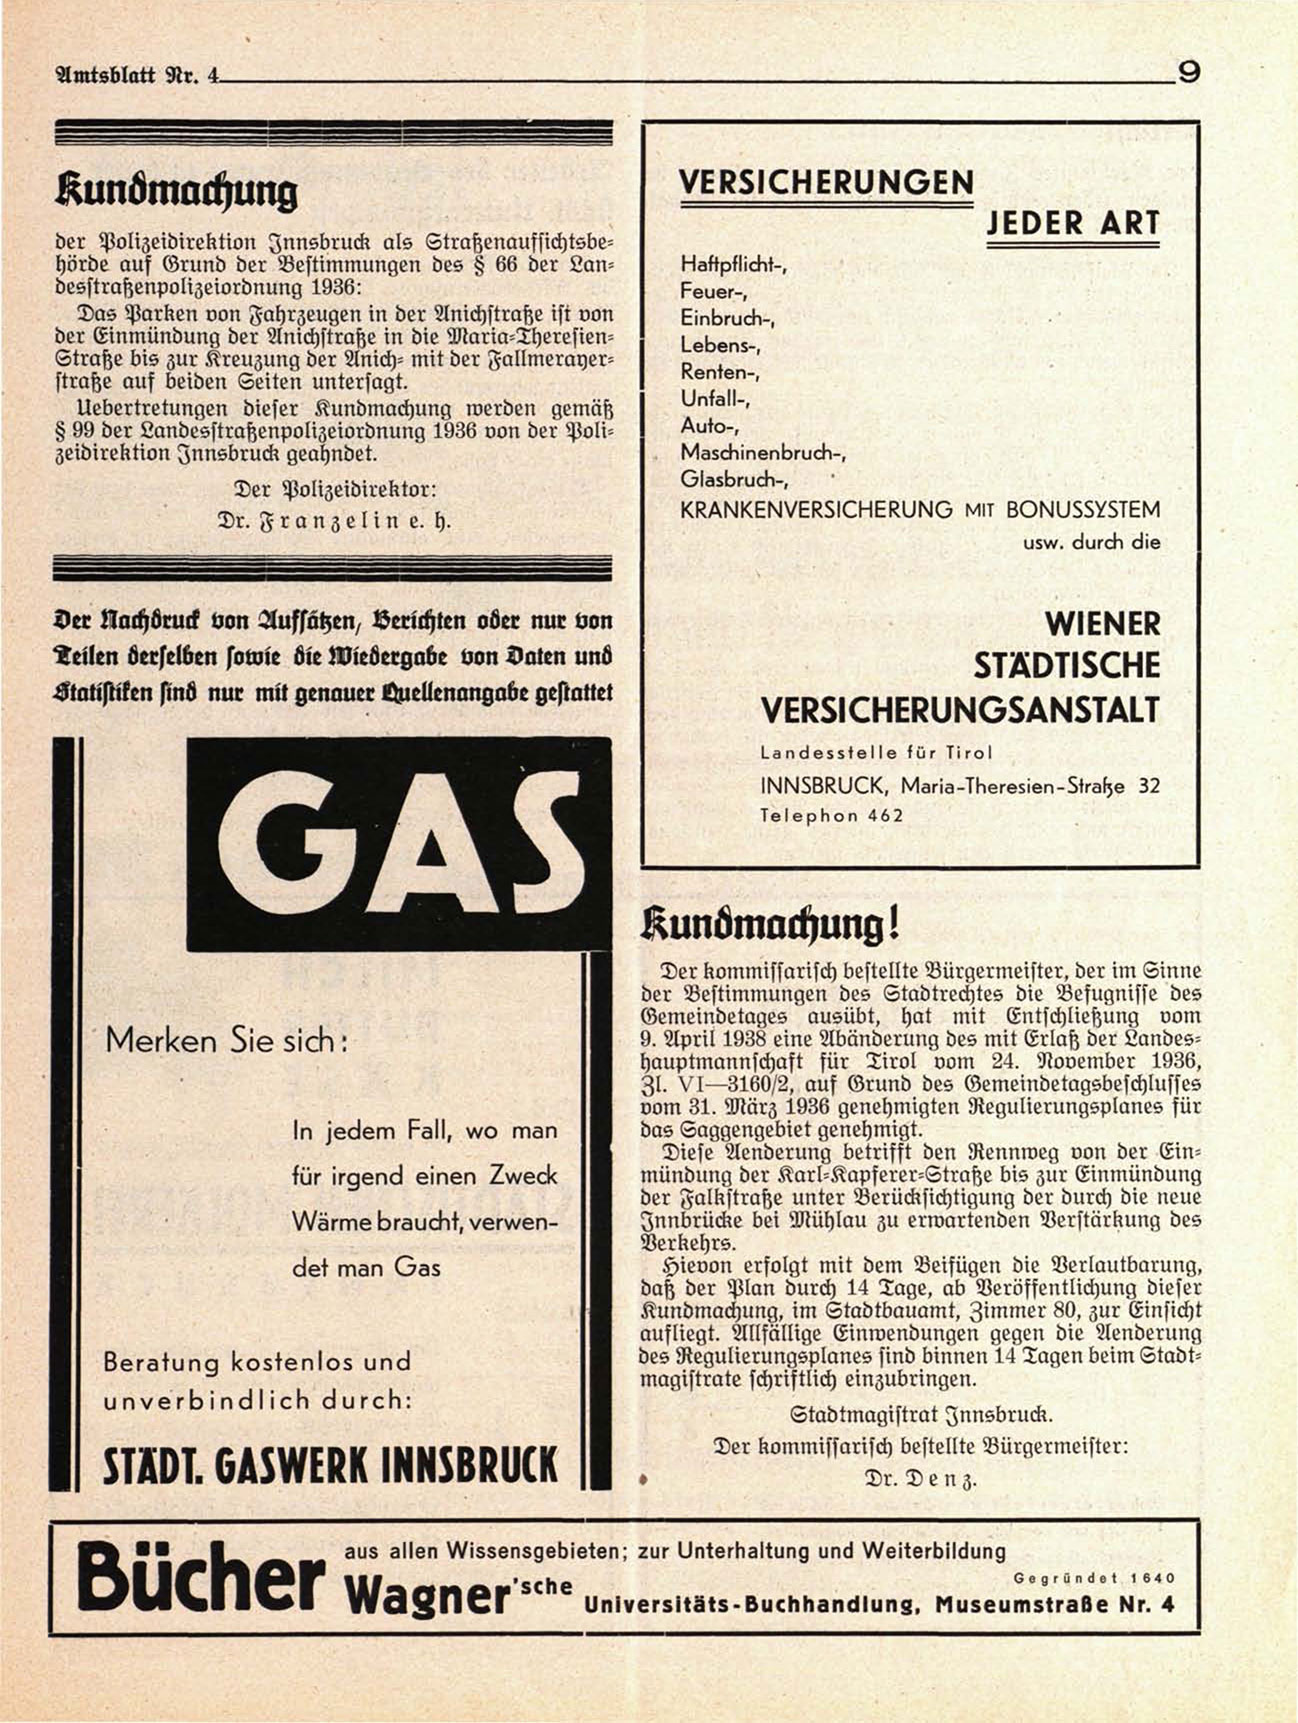 Amtsblatt Nr. 4
9
Kundmachung
der Polizeidirektion Innsbruck als Straßenaufsichtsbe-
hörde auf Grund der Bestimmungen des § 66 der Lan-
desstraßenpolizeiordnung 1936:
Das Parken von Fahrzeugen in der Anichstraße ist von
der Einmündung der Anichstraße in die Maria-Theresien-
Straße bis zur Kreuzung der Anich- mit der Fallmerayer-
straße auf beiden Seiten untersagt.
Uebertretungen dieser Kundmachung werden gemäß
§ 99 der Landesstraßenpolizeiordnung 1936 von der Poli-
zeidirektion Innsbruck geahndet.
Der Polizeidirektor:
Dr. Franzelin e. h.
Der Nachdruck von Aufsätzen, Berichten oder nur von
Teilen derselben sowie die Wiedergabe von Daten und
Statistiken sind nur mit genauer Quellenangabe gestattet
GAS
Merken Sie sich:
In jedem Fall, wo man
für irgend einen Zweck
Wärme braucht, verwen-
det man Gas
Beratung kostenlos und
unverbindlich durch:
STÄDT. GASWERK INNSBRUCK
VERSICHERUNGEN
JEDER ART
Haftpflicht-,
Feuer-,
Einbruch-,
Lebens-,
Renten-,
Unfall-,
Auto-,
Maschinenbruch-,
Glasbruch-,
KRANKENVERSICHERUNG MIT BONUSSYSTEM
usw. durch die
WIENER
STÄDTISCHE
VERSICHERUNGSANSTALT
Landesstelle für Tirol
INNSBRUCK, Maria-Theresien-Straße 32
Telephon 462
Kundmachung!
Der kommissarisch bestellte Bürgermeister, der im Sinne
der Bestimmungen des Stadtrechtes die Befugnisse des
Gemeindetages ausübt, hat mit Entschließung vom
9. April 1938 eine Abänderung des mit Erlaß der Landes-
hauptmannschaft für Tirol vom 24. November 1936,
Zl. VI—3160/2, auf Grund des Gemeindetagsbeschlusses
vom 31. März 1936 genehmigten Regulierungsplanes für
das Saggengebiet genehmigt.
Diese Aenderung betrifft den Rennweg von der Ein-
mündung der Karl-Kapferer-Straße bis zur Einmündung
der Falkstraße unter Berücksichtigung der durch die neue
Innbrücke bei Mühlau zu erwartenden Verstärkung des
Verkehrs.
Hievon erfolgt mit dem Beifügen die Verlautbarung,
daß der Plan durch 14 Tage, ab Veröffentlichung dieser
Kundmachung, im Stadtbauamt, Zimmer 80, zur Einsicht
aufliegt. Allfällige Einwendungen gegen die Aenderung
des Regulierungsplanes sind binnen 14 Tagen beim Stadt-
magistrate schriftlich einzubringen.
Stadtmagistrat Innsbruck.
Der kommissarisch bestellte Bürgermeister:
Dr. Denz.
Bücher
aus allen Wissensgebieten; zur Unterhaltung und Weiterbildung
Gegründet 1640
Wagner'sche Universitäts-Buchhandlung, Museumstraße Nr. 4